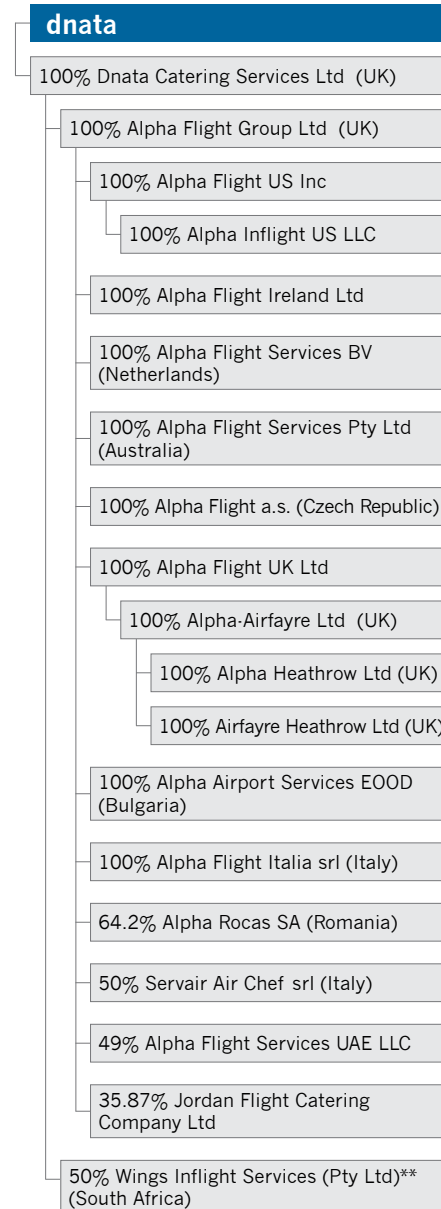 dnata
100% Dnata Catering Services Ltd (UK)
100% Alpha Flight Group Ltd (UK)
100% Alpha Flight US Inc
100% Alpha Inflight US LLC
100% Alpha Flight Ireland Ltd
100% Alpha Flight Services BV
(Netherlands)
100% Alpha Flight Services Pty Ltd
(Australia)
100% Alpha Flight a.s. (Czech Republic)
100% Alpha Flight UK Ltd
100% Alpha-Airfayre Ltd (UK)
100% Alpha Heathrow Ltd (UK)
100% Airfayre Heathrow Ltd (UK)
100% Alpha Airport Services EOOD
(Bulgaria)
100% Alpha Flight Italia srl (Italy)
64.2% Alpha Rocas SA (Romania)
50% Servair Air Chef srl (Italy)
49% Alpha Flight Services UAE LLC
35.87% Jordan Flight Catering
Company Ltd
50% Wings Inflight Services (Pty Ltd)**
(South Africa)